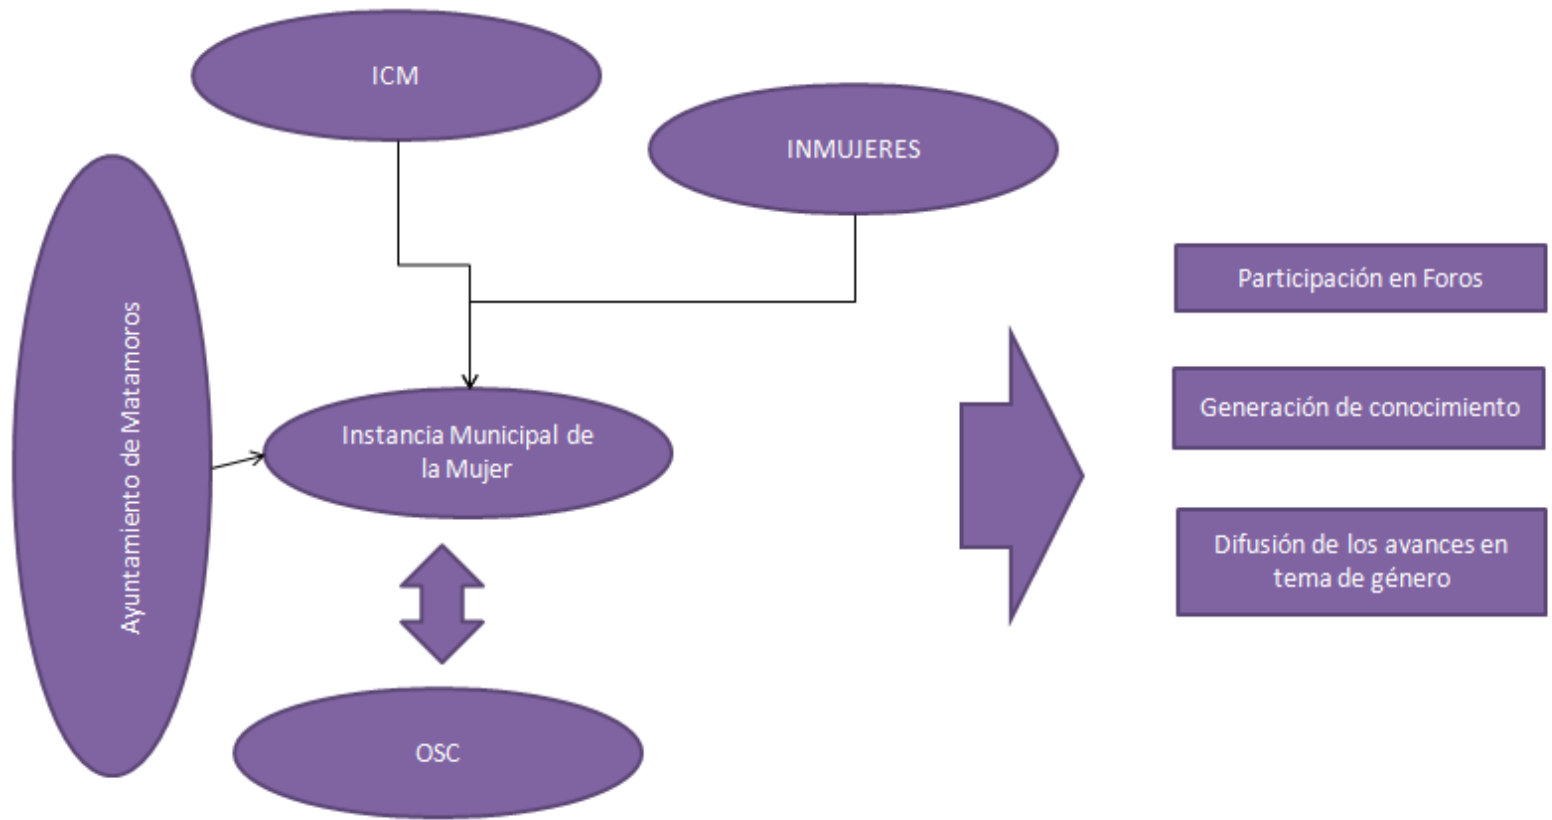 ICM
INMUJERES
Ayuntamiento de Matamoros
Instancia Municipal de
la Mujer
OSC
Participación en Foros
Generación de conocimiento
Difusión de los avances en
tema de género